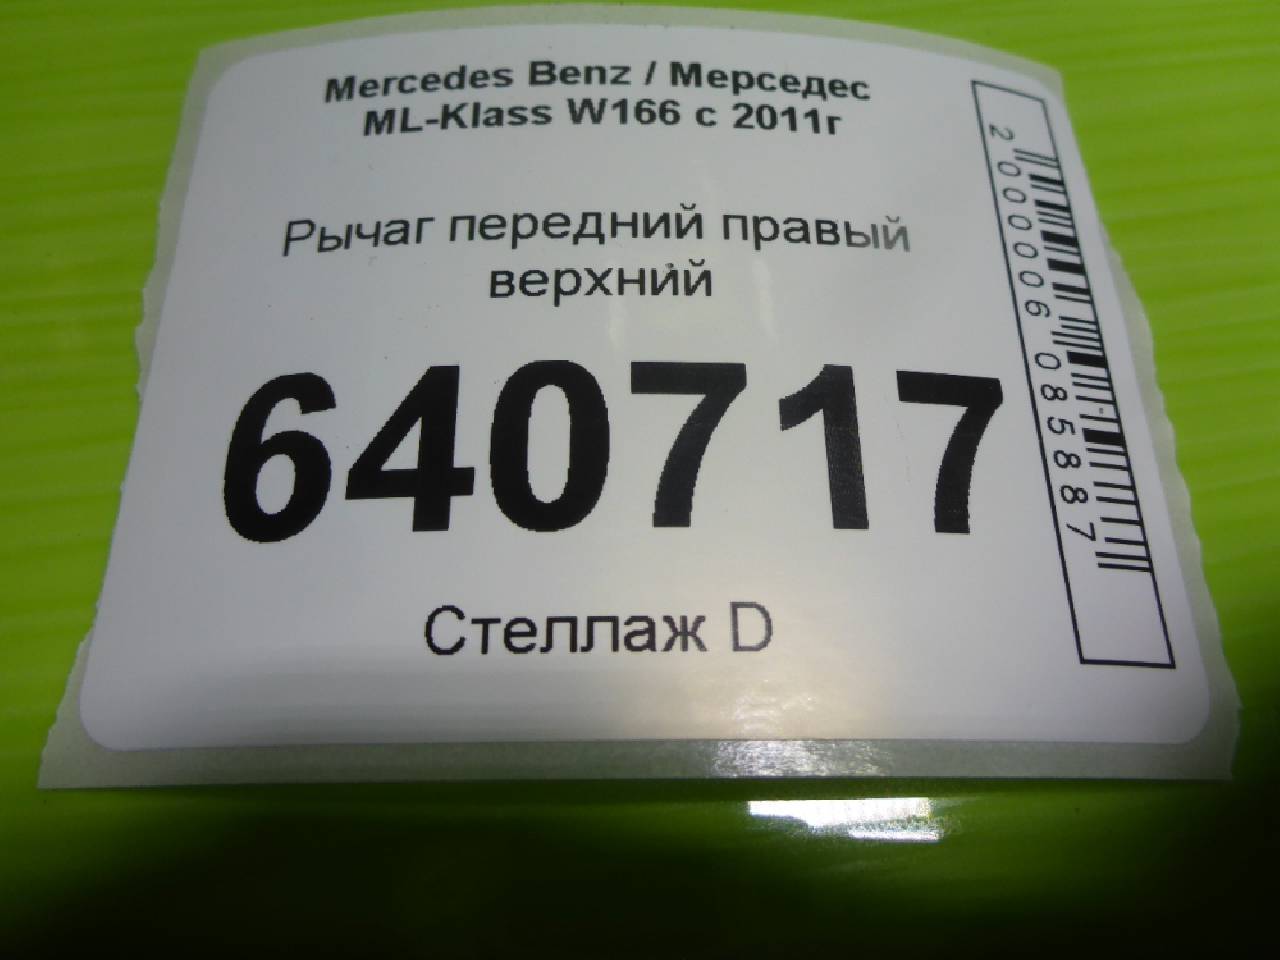 Mercedes Benz / Мерседес
ML-Klass W166 с 2011г
Рычаг передний правый
верхний
640717
Стеллаж D
2000006085887